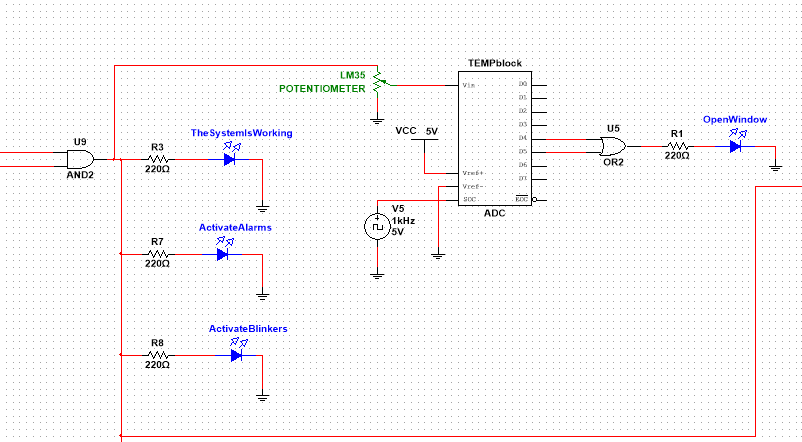 TEMPblock
LM35
POTENTIOMETER
Vin
D0
D1
D2
D3
D4
D5
D6
D7
VCC 5V
Vref+
Vref-
SOC
EOC
ADC
U9
AND2
R3
220Ω
TheSystemIsWorking
U5
OR2
R1
220Ω
OpenWindow
V5
1kHz
5V
R7
220Ω
ActivateAlarms
R8
220Ω
ActivateBlinkers